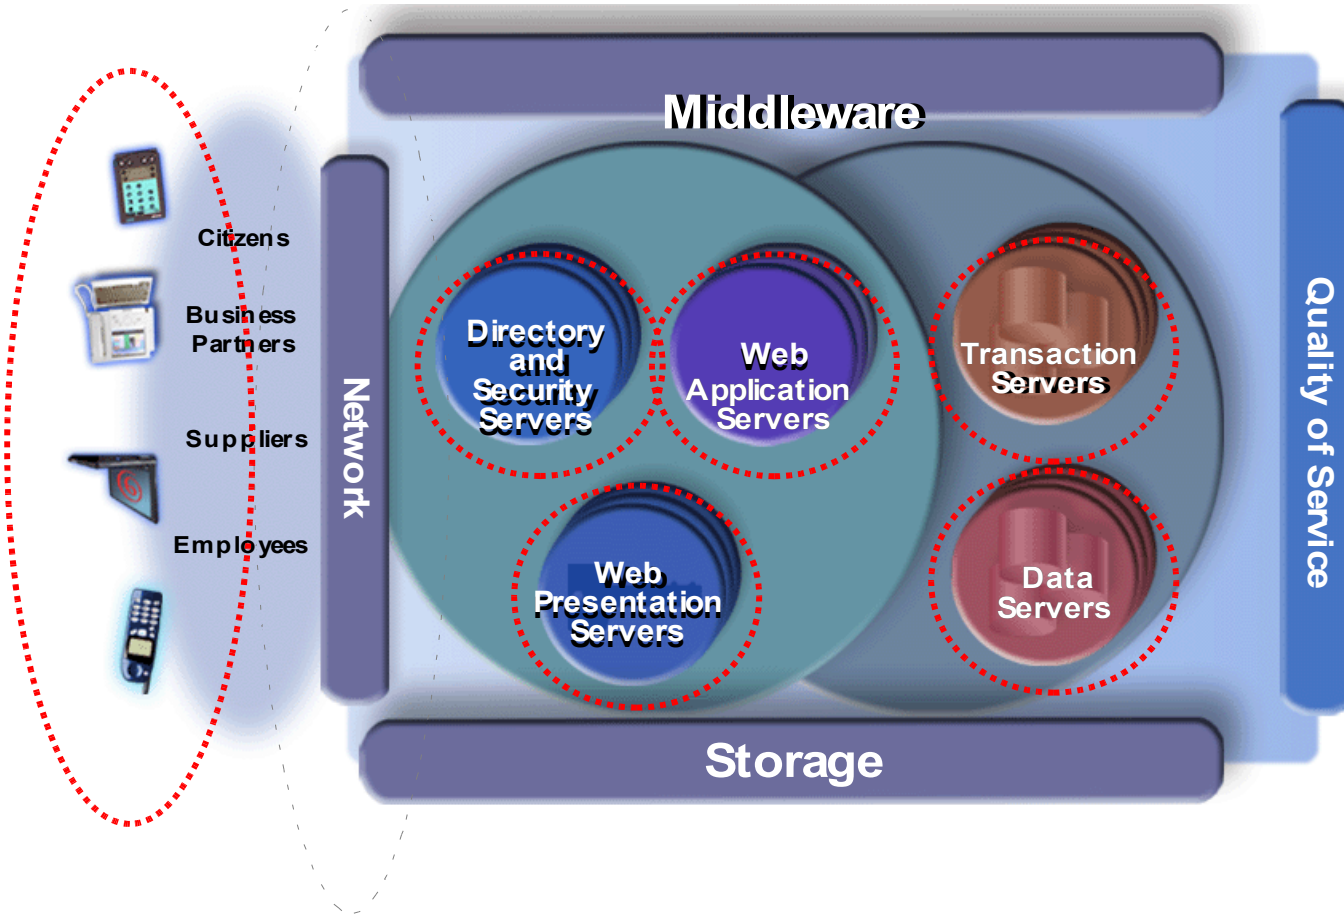 Middleware
Citizens
Business
Partners
Suppliers
Employees
Network
Directory
and
Security
Servers
Web
Application
Servers
Web
Presentation
Servers
Transaction
Servers
Data
Servers
Quality of Service
Storage